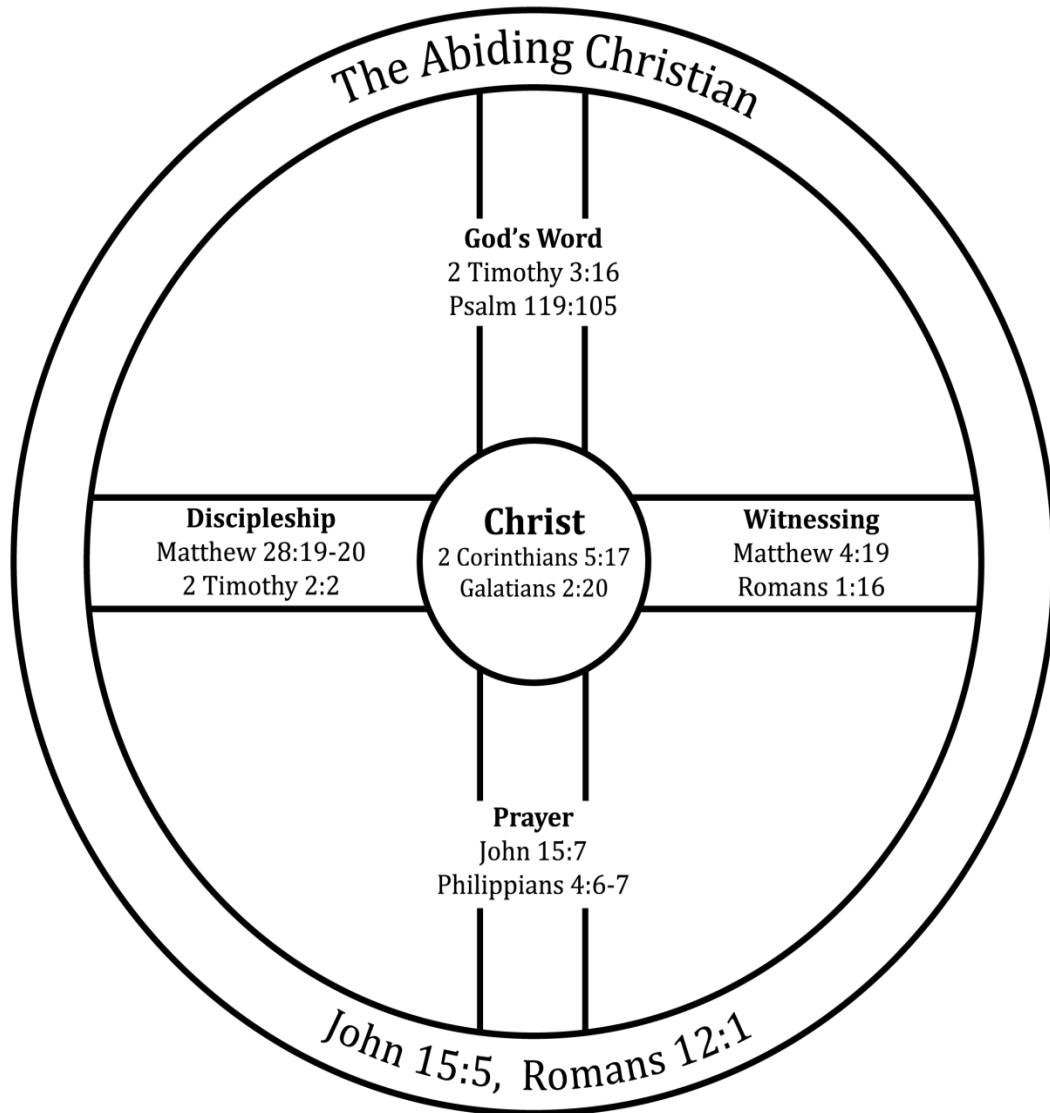 The Abiding Christian
God’s Word
2 Timothy 3:16
Psalm 119:105
Discipleship
Matthew 28:19-20
2 Timothy 2:2
Christ
2 Corinthians 5:17
Galatians 2:20
Witnessing
Matthew 4:19
Romans 1:16
Prayer
John 15:7
Philippians 4:6-7
John 15:5, Romans 12:1